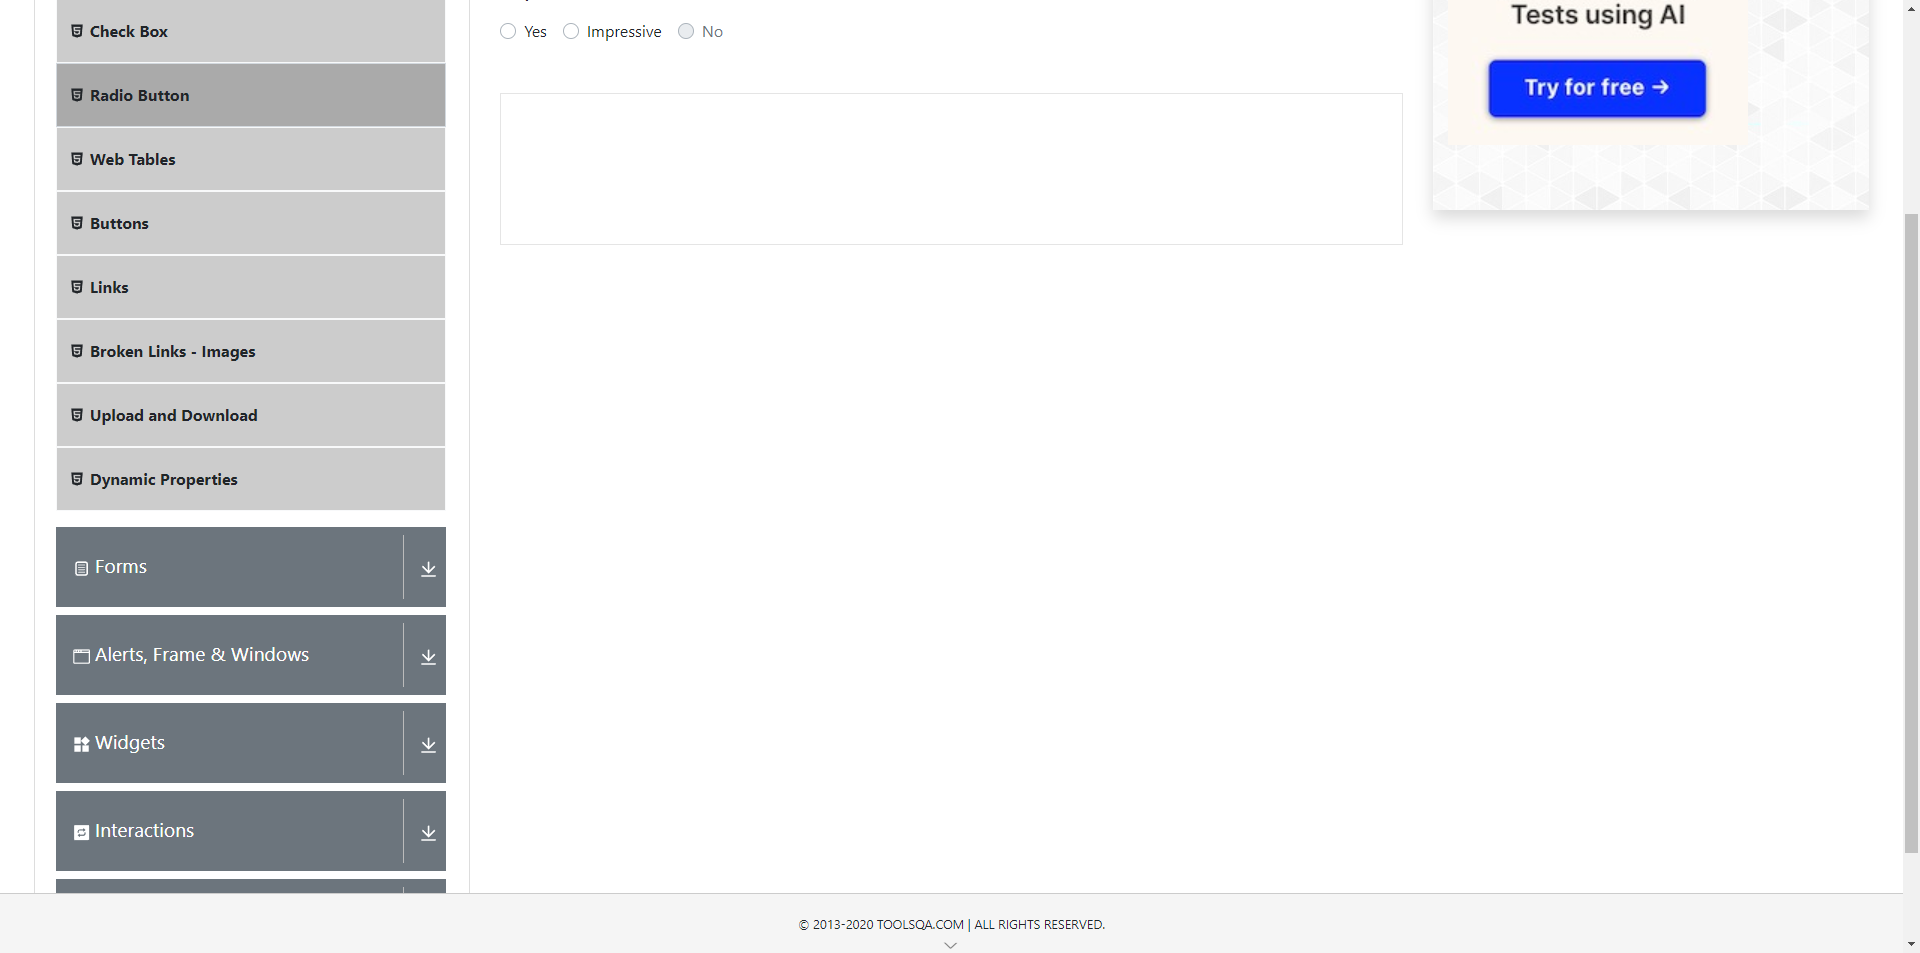 Check Box
Radio Button
Web Tables
Buttons
Links
Broken Links - Images
Upload and Download
Dynamic Properties
Forms
Alerts, Frame & Windows
Widgets
Interactions
Yes
Impressive
No
Tests using AI
Try for free →
© 2013-2020 TOOLSQA.COM | ALL RIGHTS RESERVED.